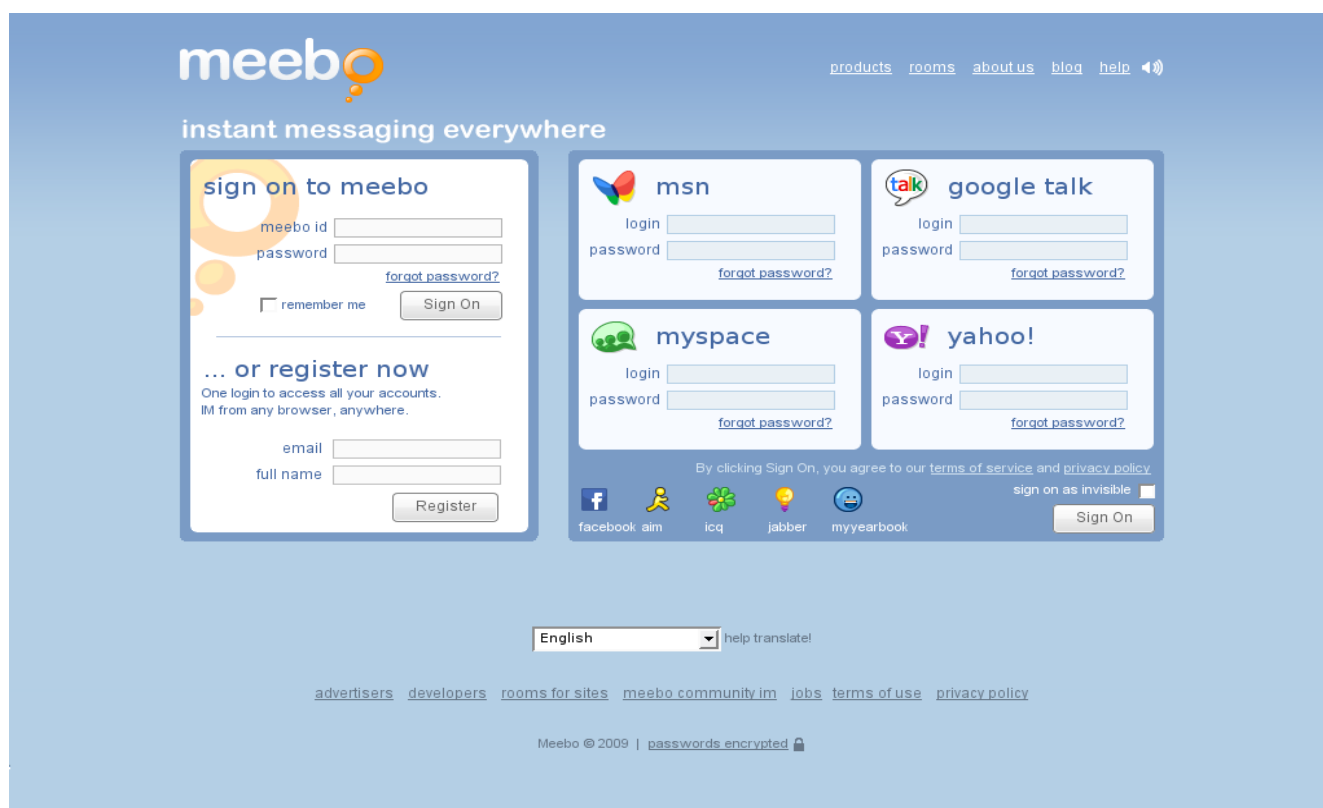 meebo
products rooms about us blog help
instant messaging everywhere
sign on to meebo
meebo id
password
forgot password?
remember me Sign On
... or register now
One login to access all your accounts.
IM from any browser, anywhere.
email
full name
Register
msn
login
password
forgot password?
talk google talk
login
password
forgot password?
myspace
login
password
forgot password?
Y! yahoo!
login
password
forgot password?
By clicking Sign On, you agree to our terms of service and privacy policy
sign on as invisible
f
facebook aim icq jabber myyearbook
Sign On
English help translate!
advertisers developers rooms for sites meebo community im jobs terms of use privacy policy
Meebo © 2009 | passwords encrypted